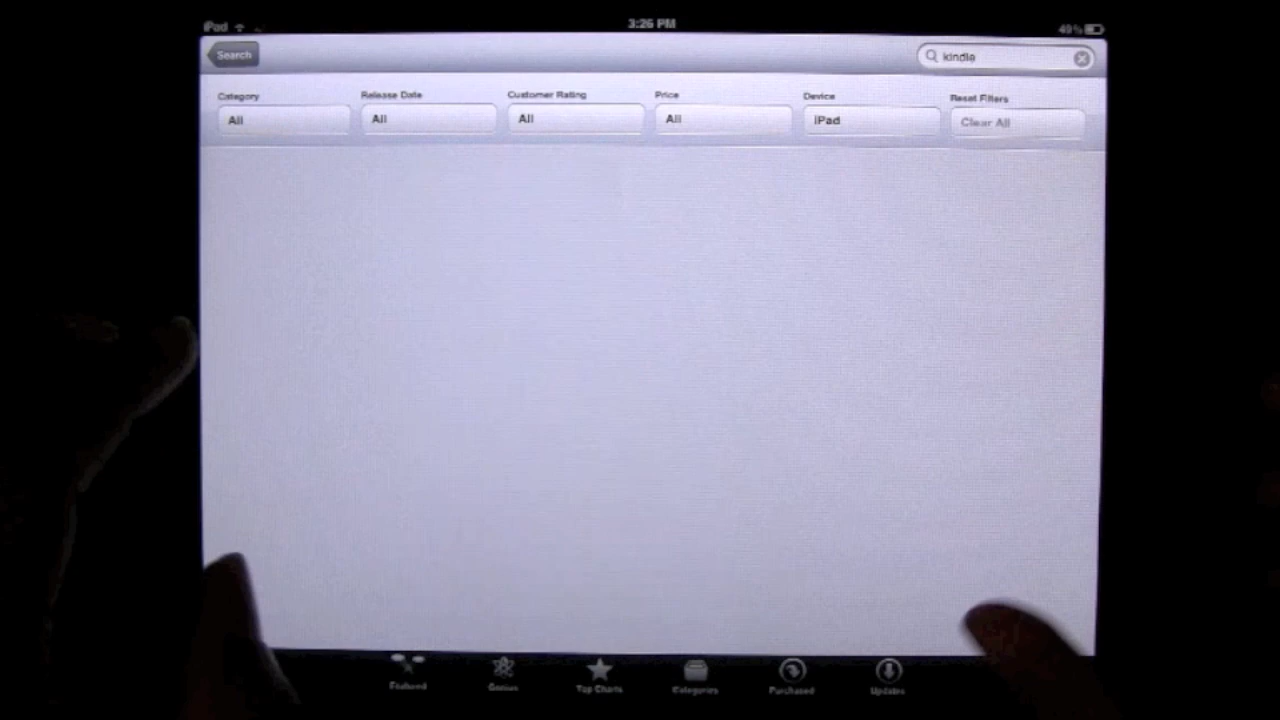 iPad
3:26 PM
49%
Search
kindle
Category
Release Date
Customer Rating
Price
Device
Reset Filters
All
All
All
All
iPad
Clear All
Featured
Genius
Top Charts
Categories
Purchased
Updates